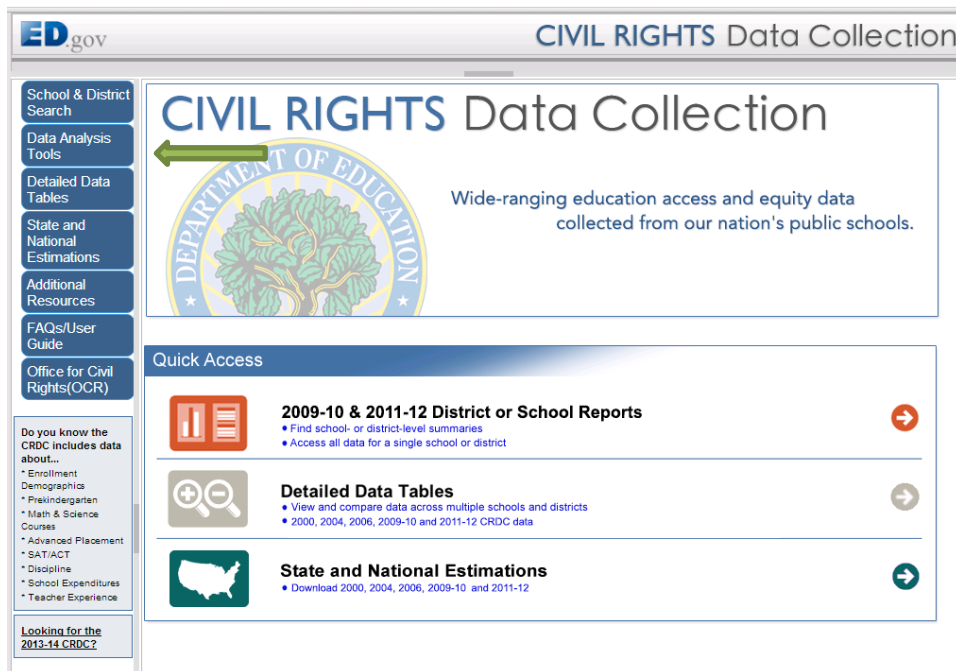 ED.gov
CIVIL RIGHTS Data Collection
School & District
Search
Data Analysis
Tools
Detailed Data
Tables
State and
National
Estimations
Additional
Resources
FAQs/User
Guide
Office for Civil
Rights(OCR)
Do you know the
CRDC includes data
about...
* Enrollment
Demographics
* Prekindergarten
* Math & Science
Courses
* Advanced Placement
* SAT/ACT
* Discipline
* School Expenditures
* Teacher Experience
Looking for the
2013-14 CRDC?
CIVIL RIGHTS Data Collection
DEPARTMENT OF EDUCATION
Wide-ranging education access and equity data
collected from our nation's public schools.
Quick Access
2009-10 & 2011-12 District or School Reports
• Find school- or district-level summaries
• Access all data for a single school or district
Detailed Data Tables
• View and compare data across multiple schools and districts
• 2000, 2004, 2006, 2009-10 and 2011-12 CRDC data
State and National Estimations
• Download 2000, 2004, 2006, 2009-10 and 2011-12